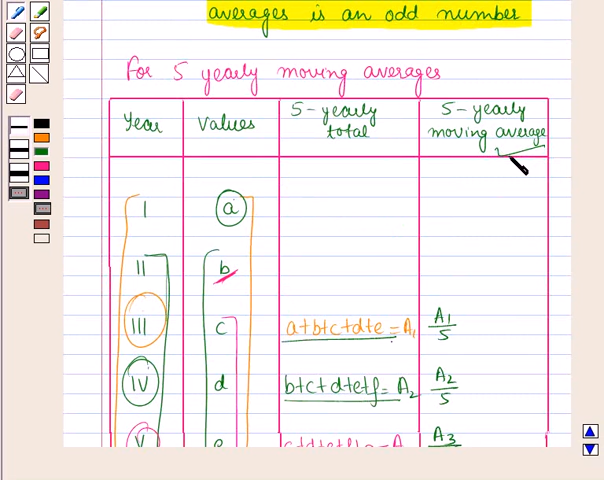 averages is an odd number
For 5 yearly moving averages
Year Values 5-yearly total 5-yearly moving average
I a
II b
III c a+b+c+d+e = A1 A1/5
IV d b+c+d+e+f = A2 A2/5
V e c+d+e+f+g = A A3